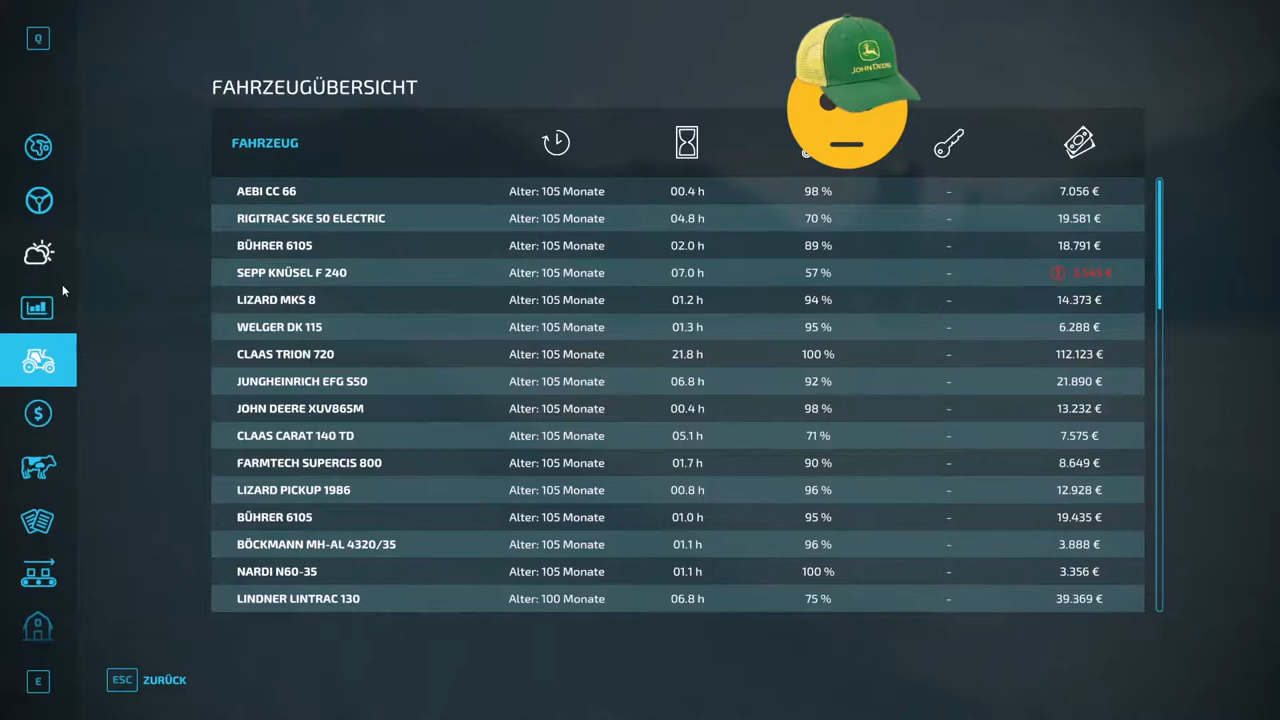 Q
JOHN DEERE
FAHRZEUGÜBERSICHT
FAHRZEUG
AEBI CC 66 Alter: 105 Monate 00.4 h 98 % - 7.056 €
RIGITRAC SKE 50 ELECTRIC Alter: 105 Monate 04.8 h 70 % - 19.581 €
BÜHRER 6105 Alter: 105 Monate 02.0 h 89 % - 18.791 €
SEPP KNÜSEL F 240 Alter: 105 Monate 07.0 h 57 % - 3.545 €
LIZARD MKS 8 Alter: 105 Monate 01.2 h 94 % - 14.373 €
WELGER DK 115 Alter: 105 Monate 01.3 h 95 % - 6.288 €
CLAAS TRION 720 Alter: 105 Monate 21.8 h 100 % - 112.123 €
JUNGHEINRICH EFG S50 Alter: 105 Monate 06.8 h 92 % - 21.890 €
JOHN DEERE XUV865M Alter: 105 Monate 00.4 h 98 % - 13.232 €
CLAAS CARAT 140 TD Alter: 105 Monate 05.1 h 71 % - 7.575 €
FARMTECH SUPERCIS 800 Alter: 105 Monate 01.7 h 90 % - 8.649 €
LIZARD PICKUP 1986 Alter: 105 Monate 00.8 h 96 % - 12.928 €
BÜHRER 6105 Alter: 105 Monate 01.0 h 95 % - 19.435 €
BÖCKMANN MH-AL 4320/35 Alter: 105 Monate 01.1 h 96 % - 3.888 €
NARDI N60-35 Alter: 105 Monate 01.1 h 100 % - 3.356 €
LINDNER LINTRAC 130 Alter: 100 Monate 06.8 h 75 % - 39.369 €
E
ESC ZURÜCK